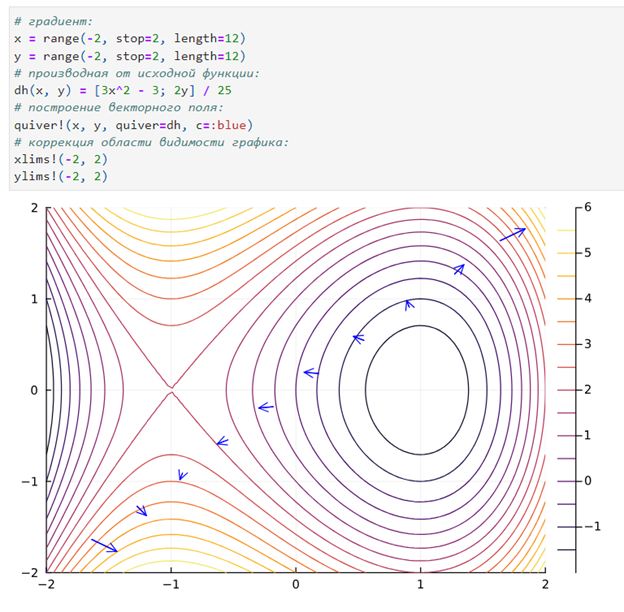 # градиент:
x = range(-2, stop=2, length=12)
y = range(-2, stop=2, length=12)
# производная от исходной функции:
dh(x, y) = [3x^2 - 3; 2y] / 25
# построение векторного поля:
quiver!(x, y, quiver=dh, c=:blue)
# коррекция области видимости графика:
xlims!(-2, 2)
ylims!(-2, 2)
2
1
0
−1
−2
−2
−1
0
1
2
6
5
4
3
2
1
0
−1